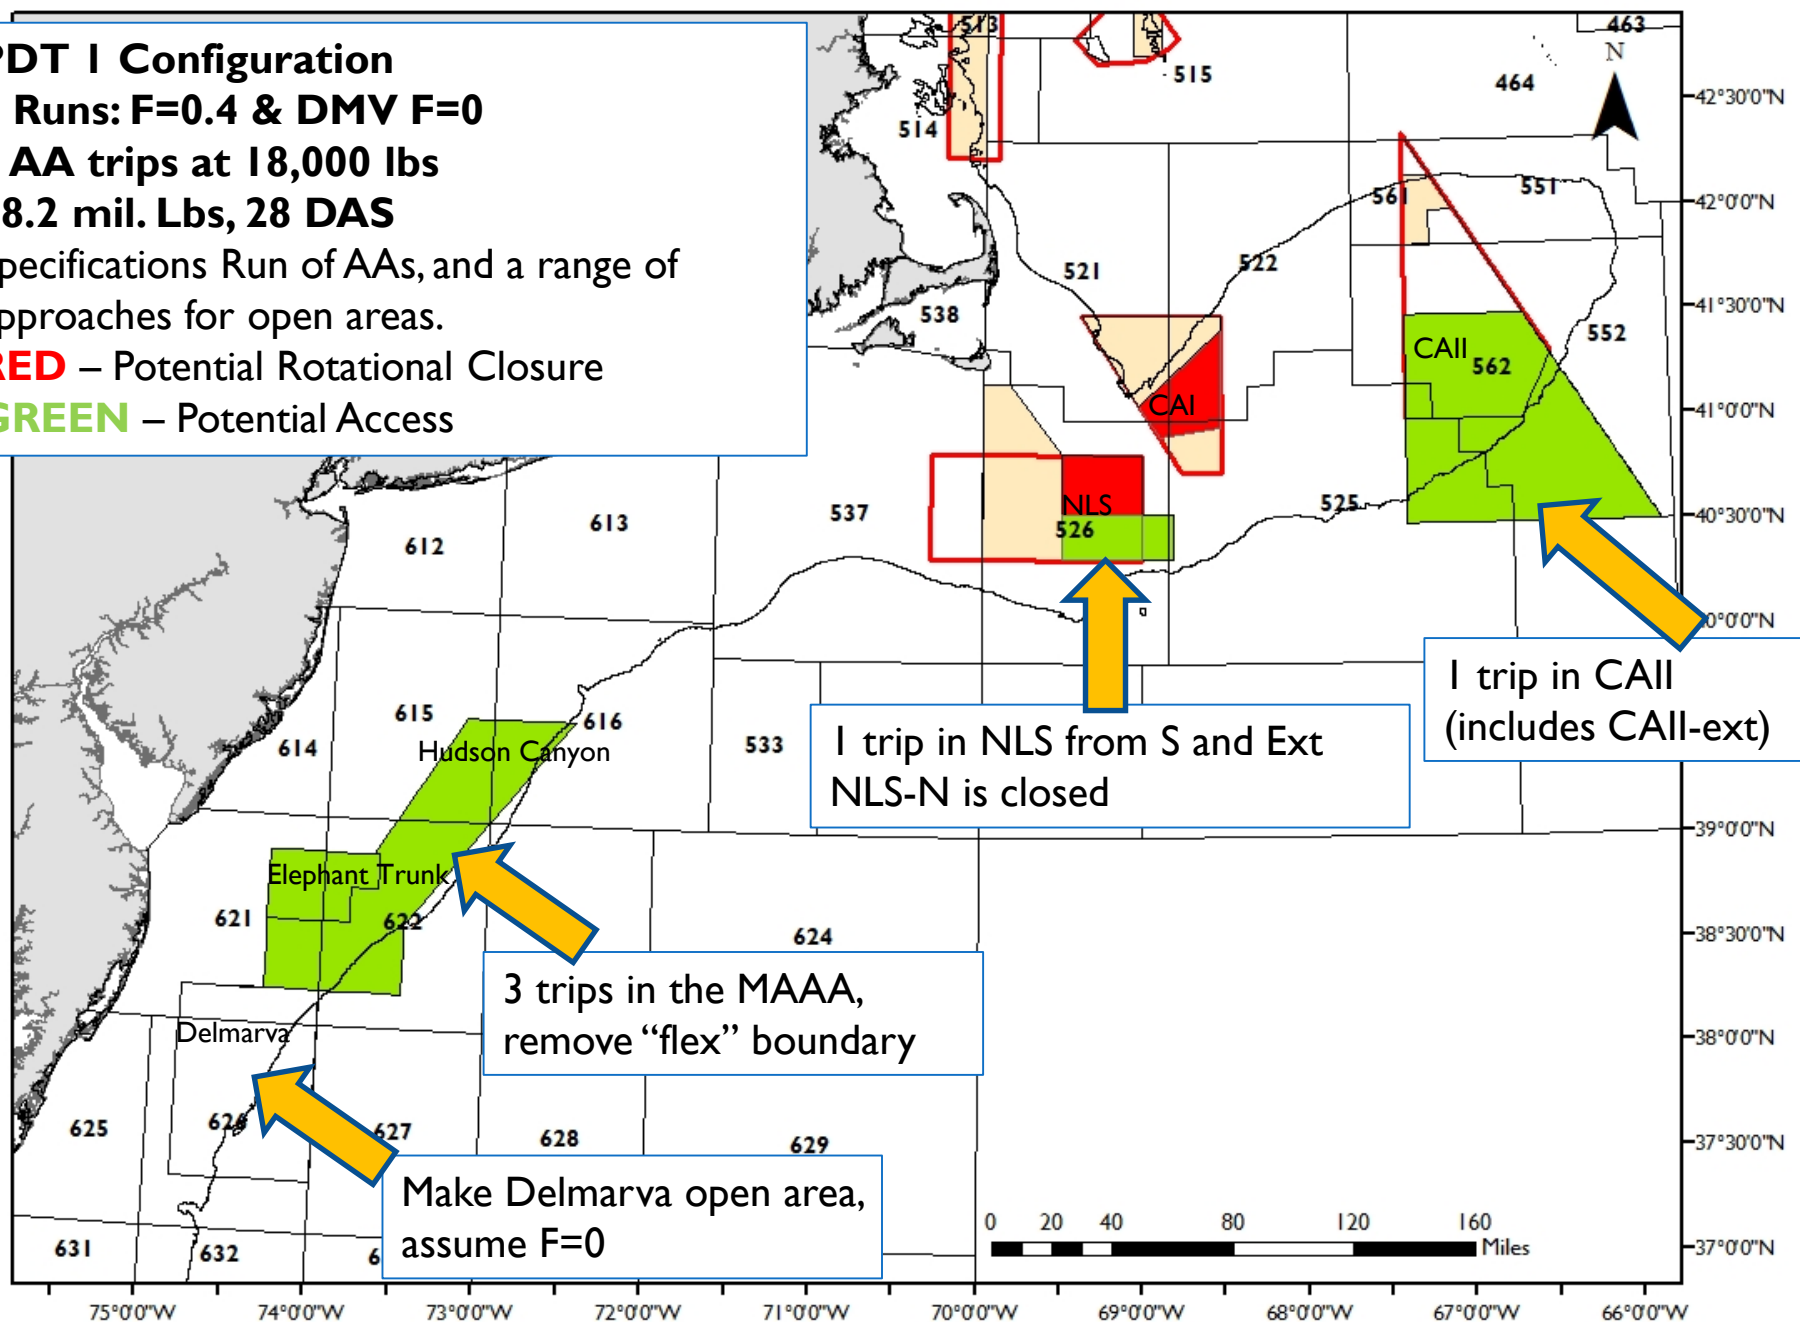 PDT 1 Configuration
Runs: F=0.4 & DMV F=0
AA trips at 18,000 lbs
8.2 mil. Lbs, 28 DAS
pecifications Run of AAs, and a range of
pproaches for open areas.
RED – Potential Rotational Closure
GREEN – Potential Access
513
463
N
515
464
42°30'0"N
514
561
551
42°0'0"N
521
522
538
41°30'0"N
552
CAII
562
CAI
41°0'0"N
NLS
537
525
40°30'0"N
526
613
612
0°0'0"N
1 trip in CAII
(includes CAII-ext)
615
616
614
Hudson Canyon
533
1 trip in NLS from S and Ext
NLS-N is closed
39°0'0"N
Elephant Trunk
621
622
624
38°30'0"N
3 trips in the MAAA,
remove “flex” boundary
Delmarva
38°0'0"N
625
626
627
628
629
37°30'0"N
Make Delmarva open area,
assume F=0
0 20 40 80 120 160
Miles
631
632
6
37°0'0"N
75°0'0"W 74°0'0"W 73°0'0"W 72°0'0"W 71°0'0"W 70°0'0"W 69°0'0"W 68°0'0"W 67°0'0"W 66°0'0"W